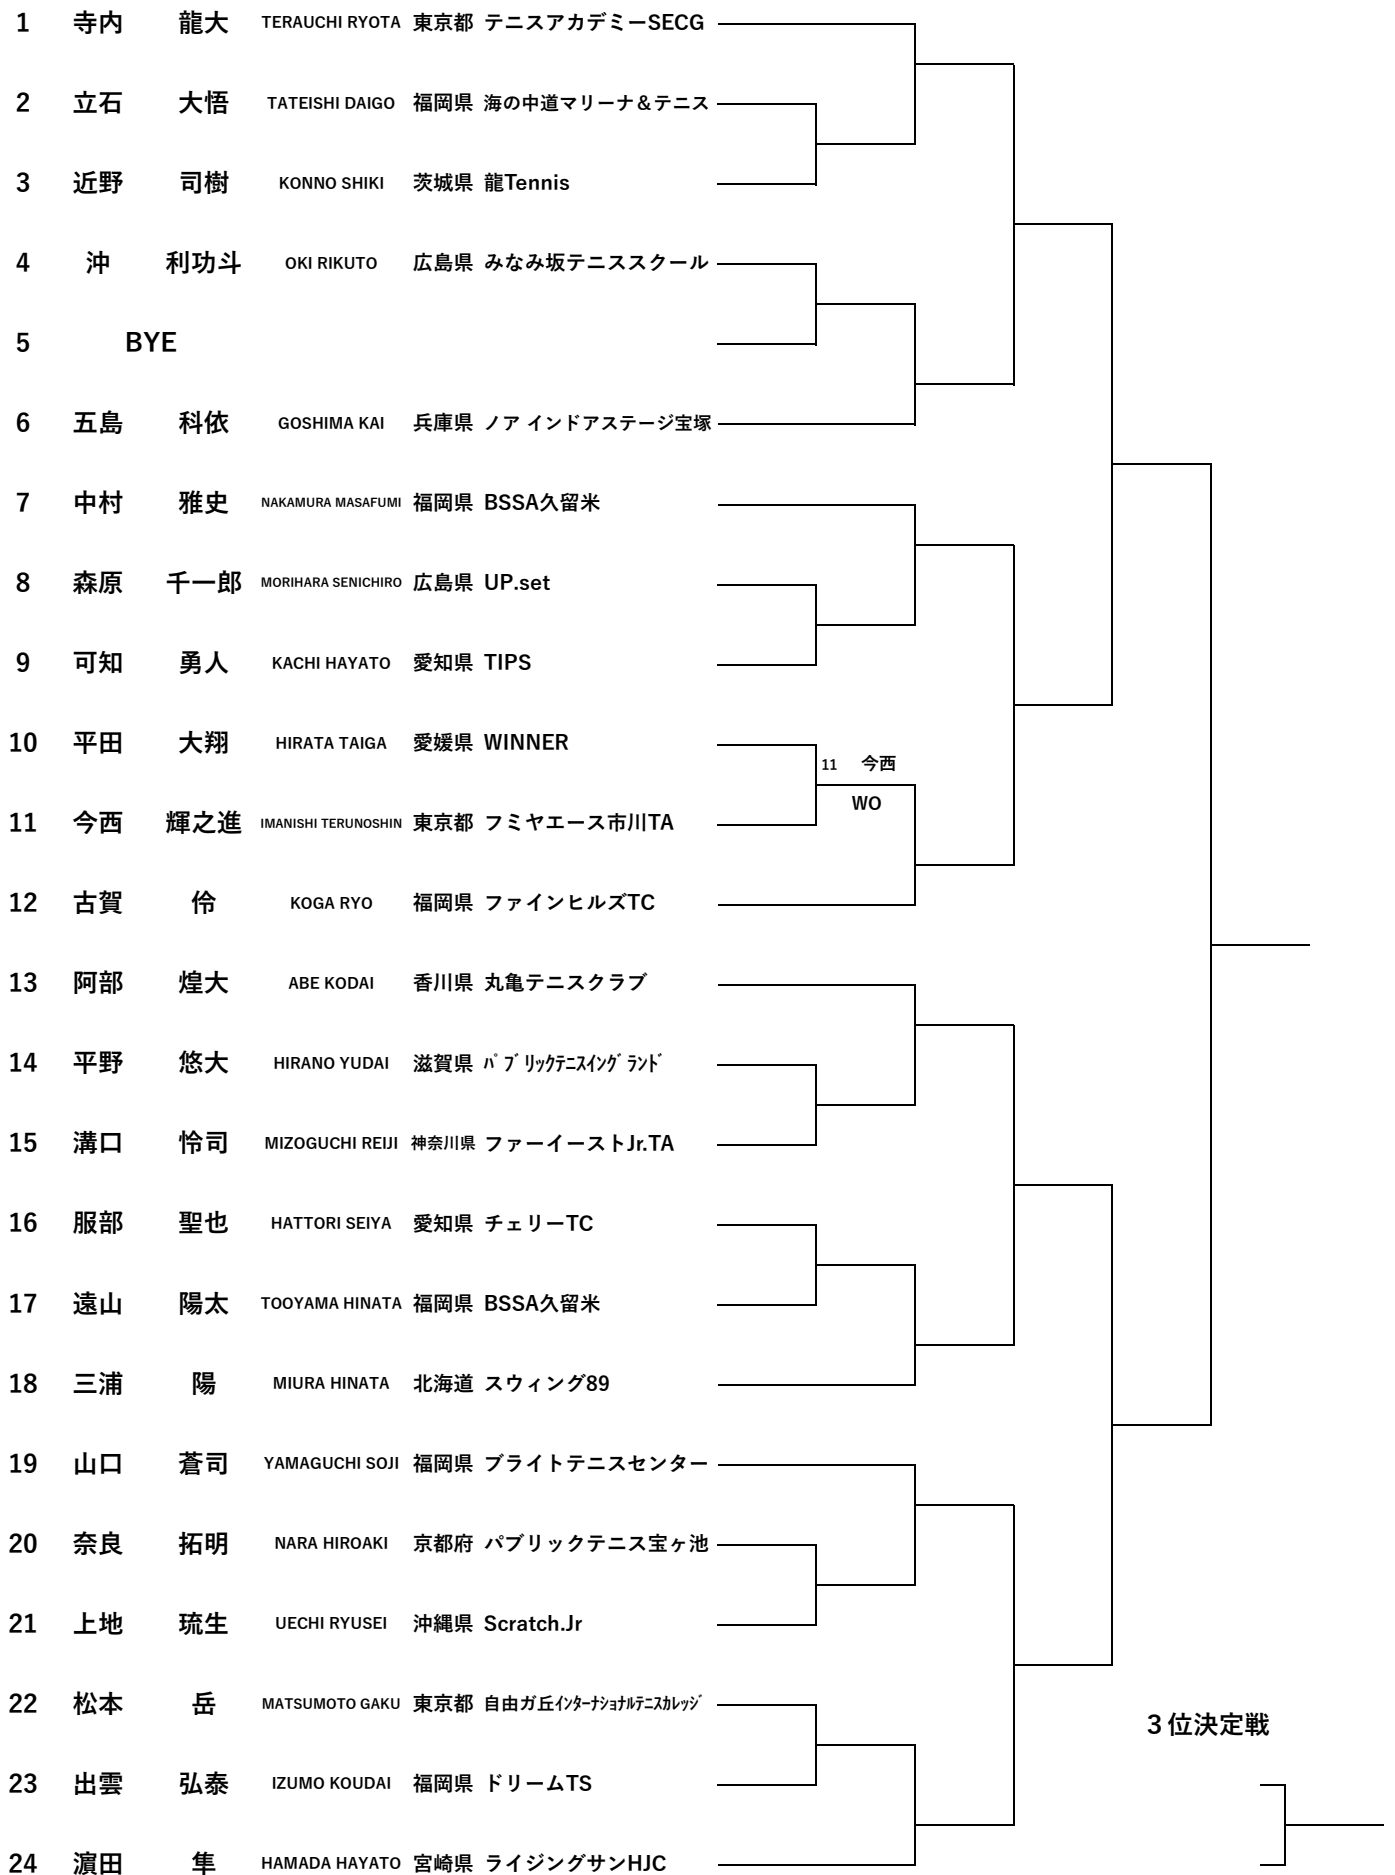 1 寺内 龍大 TERAUCHI RYOTA 東京都 テニスアカデミーSECG
2 立石 大悟 TATEISHI DAIGO 福岡県 海の中道マリーナ&テニス
3 近野 司樹 KONNO SHIKI 茨城県 龍Tennis
4 沖 利功斗 OKI RIKUTO 広島県 みなみ坂テニススクール
5 BYE
6 五島 科依 GOSHIMA KAI 兵庫県 ノア インドアステージ宝塚
7 中村 雅史 NAKAMURA MASAFUMI 福岡県 BSSA久留米
8 森原 千一郎 MORIHARA SENICHIRO 広島県 UP.set
9 可知 勇人 KACHI HAYATO 愛知県 TIPS
10 平田 大翔 HIRATA TAIGA 愛媛県 WINNER
11 今西
WO
11 今西 輝之進 IMANISHI TERUNOSHIN 東京都 フミヤエース市川TA
12 古賀 伶 KOGA RYO 福岡県 ファインヒルズTC
13 阿部 煌大 ABE KODAI 香川県 丸亀テニスクラブ
14 平野 悠大 HIRANO YUDAI 滋賀県 ﾊﾟﾌﾞﾘｯｸﾃﾆｽｲﾝｸﾞﾗﾝﾄﾞ
15 溝口 怜司 MIZOGUCHI REIJI 神奈川県 ファーイーストJr.TA
16 服部 聖也 HATTORI SEIYA 愛知県 チェリーTC
17 遠山 陽太 TOOYAMA HINATA 福岡県 BSSA久留米
18 三浦 陽 MIURA HINATA 北海道 スウィング89
19 山口 蒼司 YAMAGUCHI SOJI 福岡県 ブライトテニスセンター
20 奈良 拓明 NARA HIROAKI 京都府 パブリックテニス宝ヶ池
21 上地 琉生 UECHI RYUSEI 沖縄県 Scratch.Jr
22 松本 岳 MATSUMOTO GAKU 東京都 自由ガ丘ｲﾝﾀｰﾅｼｮﾅﾙﾃﾆｽｶﾚｯｼﾞ
３位決定戦
23 出雲 弘泰 IZUMO KOUDAI 福岡県 ドリームTS
24 濵田 隼 HAMADA HAYATO 宮崎県 ライジングサンHJC